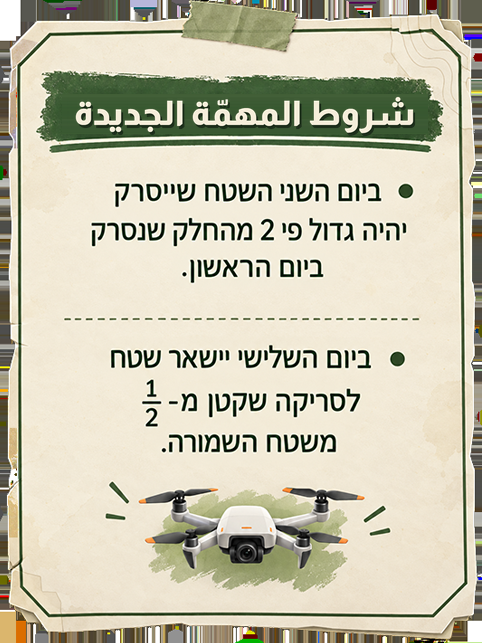 شروط المهمّة الجديدة
• ביום השני השטח שייסרק
יהיה גדול פי 2 מהחלק שנסרק
ביום הראשון.
• ביום השלישי יישאר שטח
לסריקה שקטן מ- 1/2
משטח השמורה.